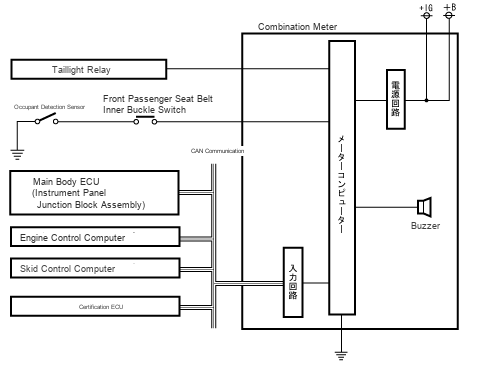 +IG
+B
Combination Meter
Taillight Relay
電源回路
Occupant Detection Sensor
Front Passenger Seat Belt
Inner Buckle Switch
メーターコンピューター
CAN Communication
Main Body ECU
(Instrument Panel
Junction Block Assembly)
Buzzer
Engine Control Computer
Skid Control Computer
入力回路
Certification ECU